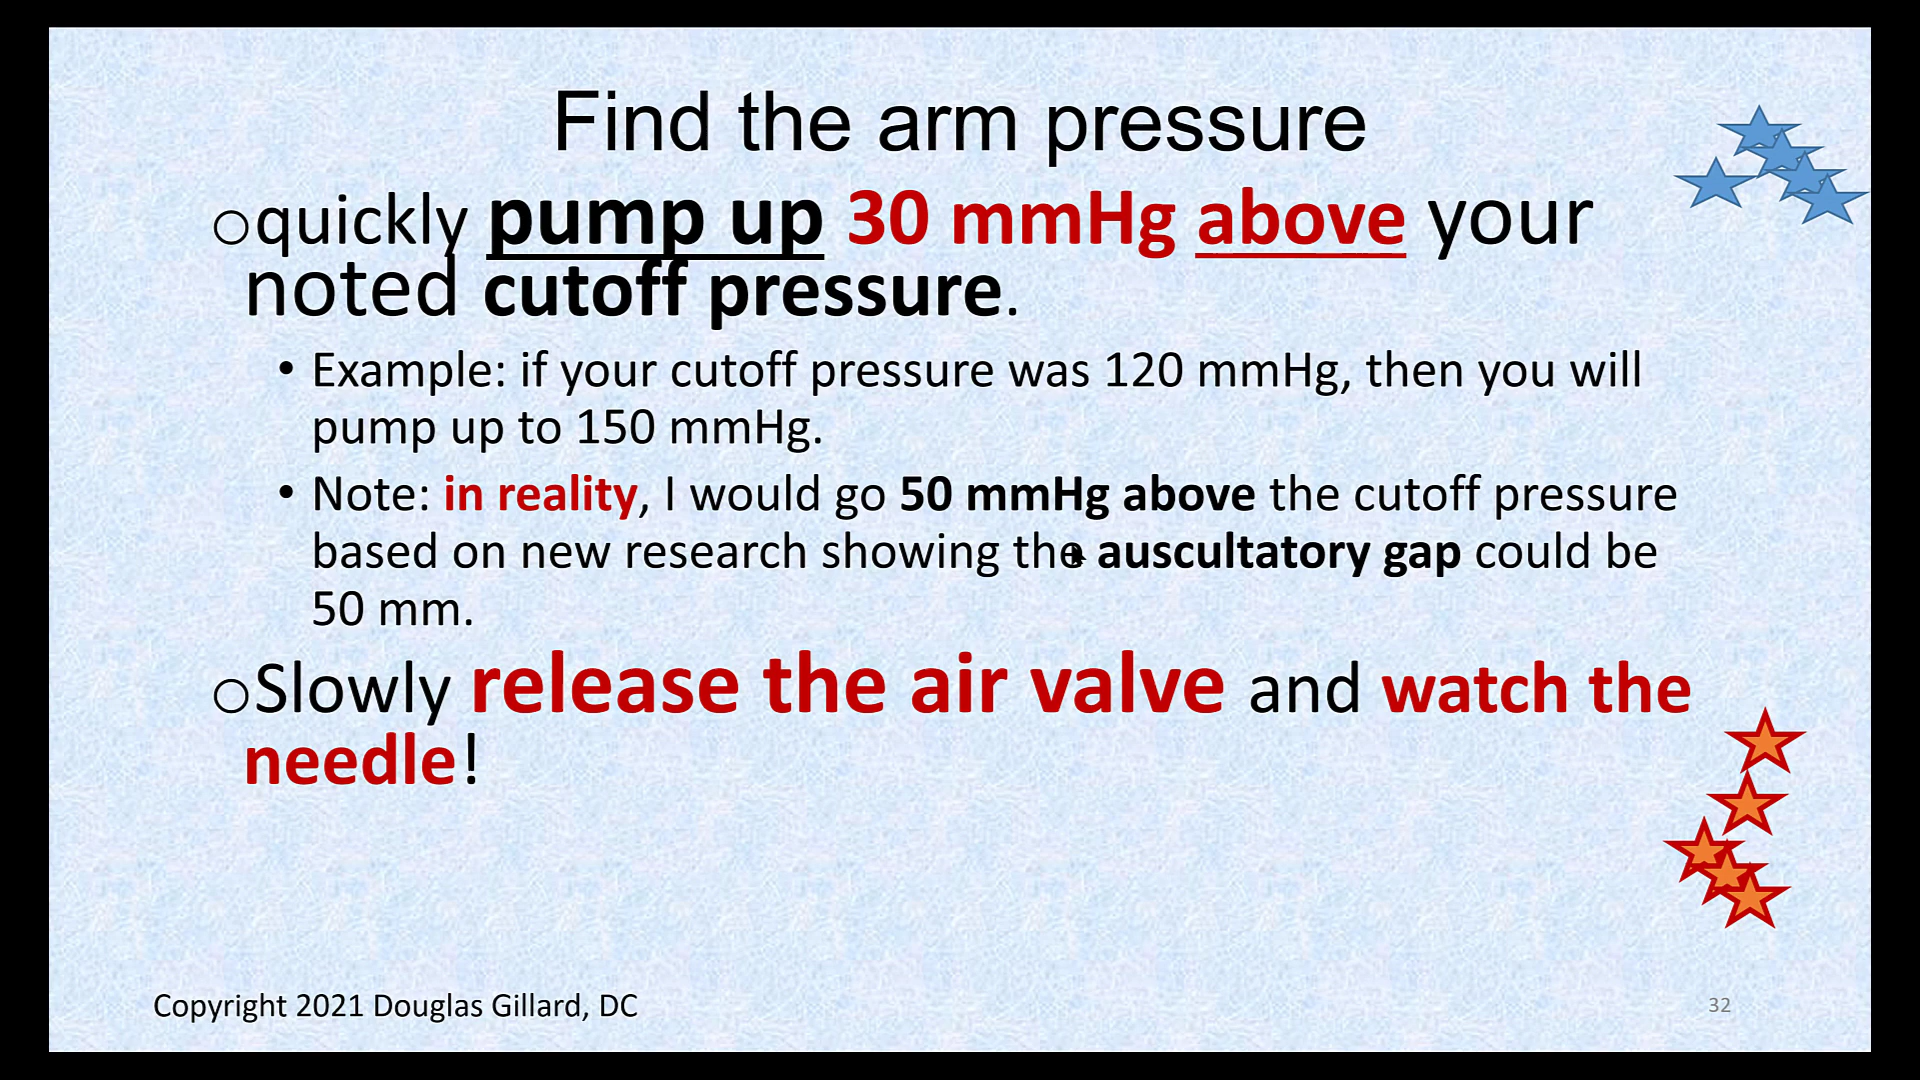 Find the arm pressure
oquickly pump up 30 mmHg above your
noted cutoff pressure.
• Example: if your cutoff pressure was 120 mmHg, then you will
pump up to 150 mmHg.
• Note: in reality, I would go 50 mmHg above the cutoff pressure
based on new research showing the auscultatory gap could be
50 mm.
oSlowly release the air valve and watch the
needle!
Copyright 2021 Douglas Gillard, DC
32